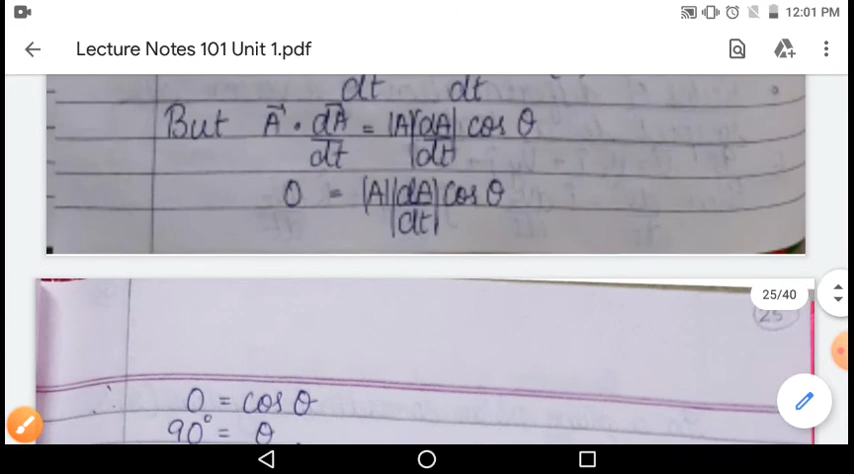 12:01 PM
Lecture Notes 101 Unit 1.pdf
dt dt
But A⃗ · dA⃗/dt = |A||dA/dt| cos θ
0 = |A||dA/dt| cos θ
25/40
25
∴ 0 = cos θ
90° = θ